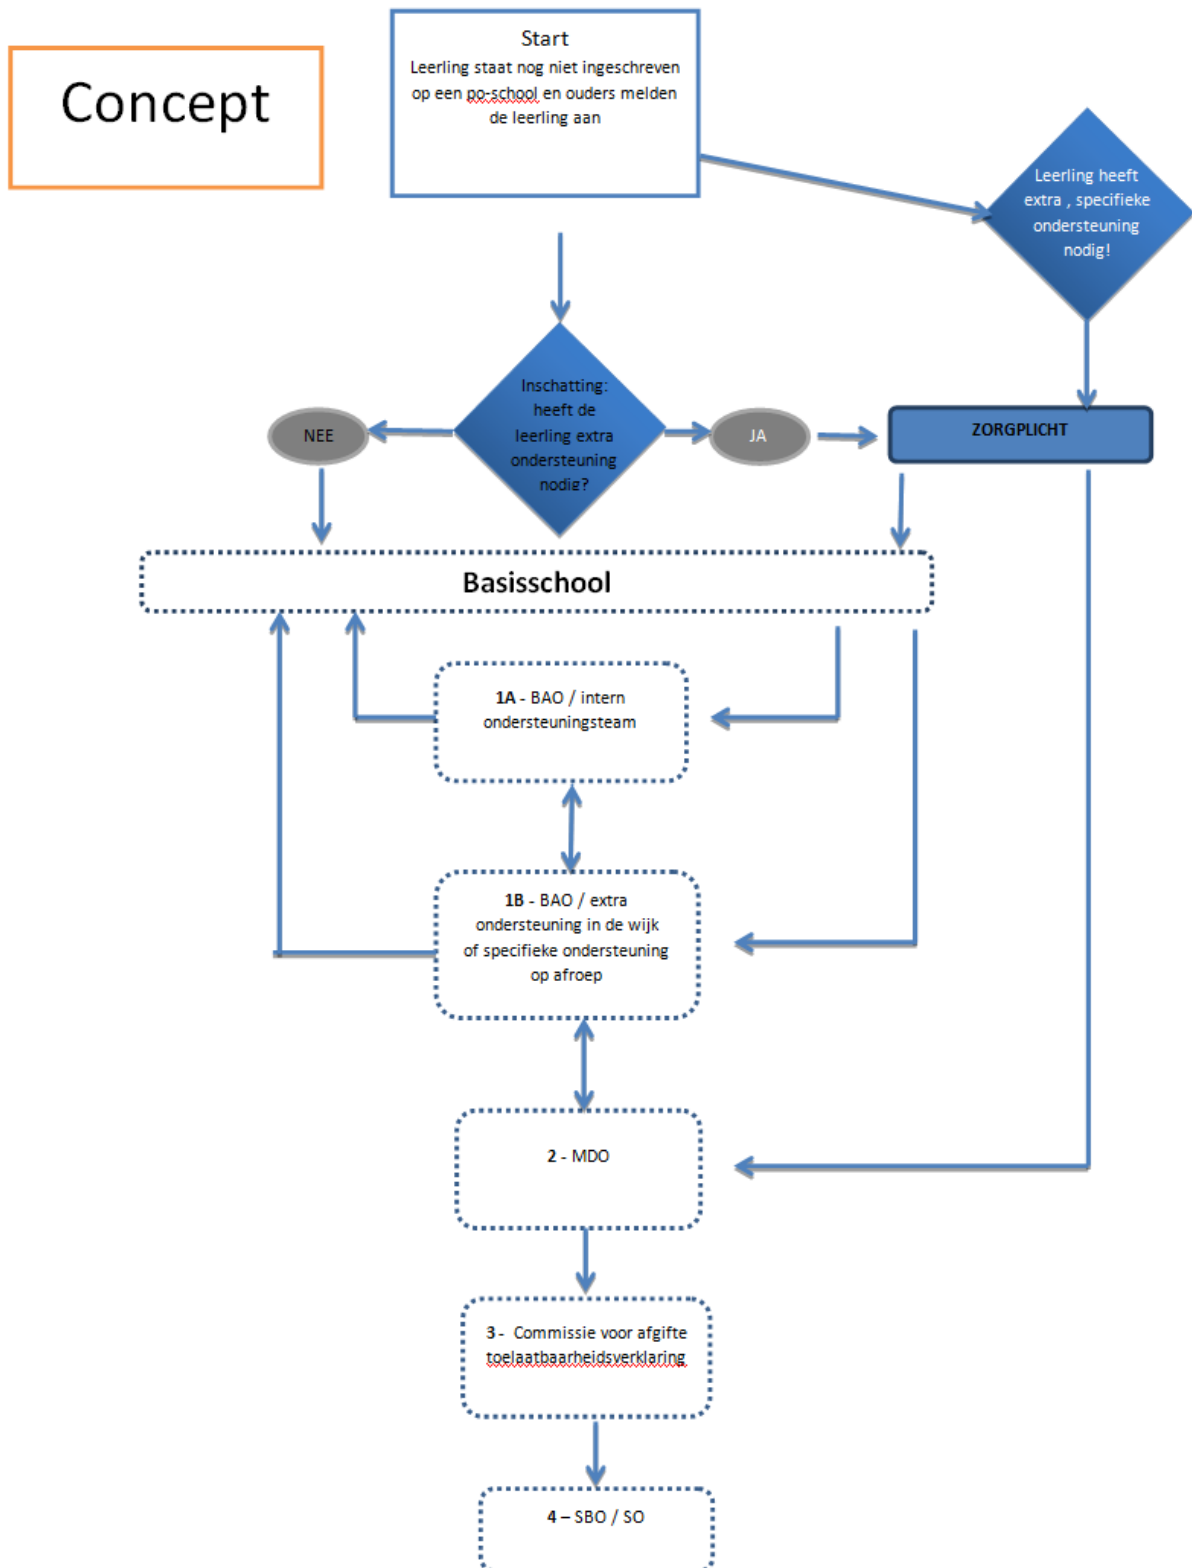 Concept
Start
Leerling staat nog niet ingeschreven
op een po-school en ouders melden
de leerling aan
Leerling heeft
extra , specifieke
ondersteuning
nodig!
Inschatting:
heeft de
leerling extra
ondersteuning
nodig?
NEE
JA
ZORGPLICHT
Basisschool
1A - BAO / intern
ondersteuningsteam
1B - BAO / extra
ondersteuning in de wijk
of specifieke ondersteuning
op afroep
2 - MDO
3 - Commissie voor afgifte
toelaatbaarheidsverklaring
4 – SBO / SO